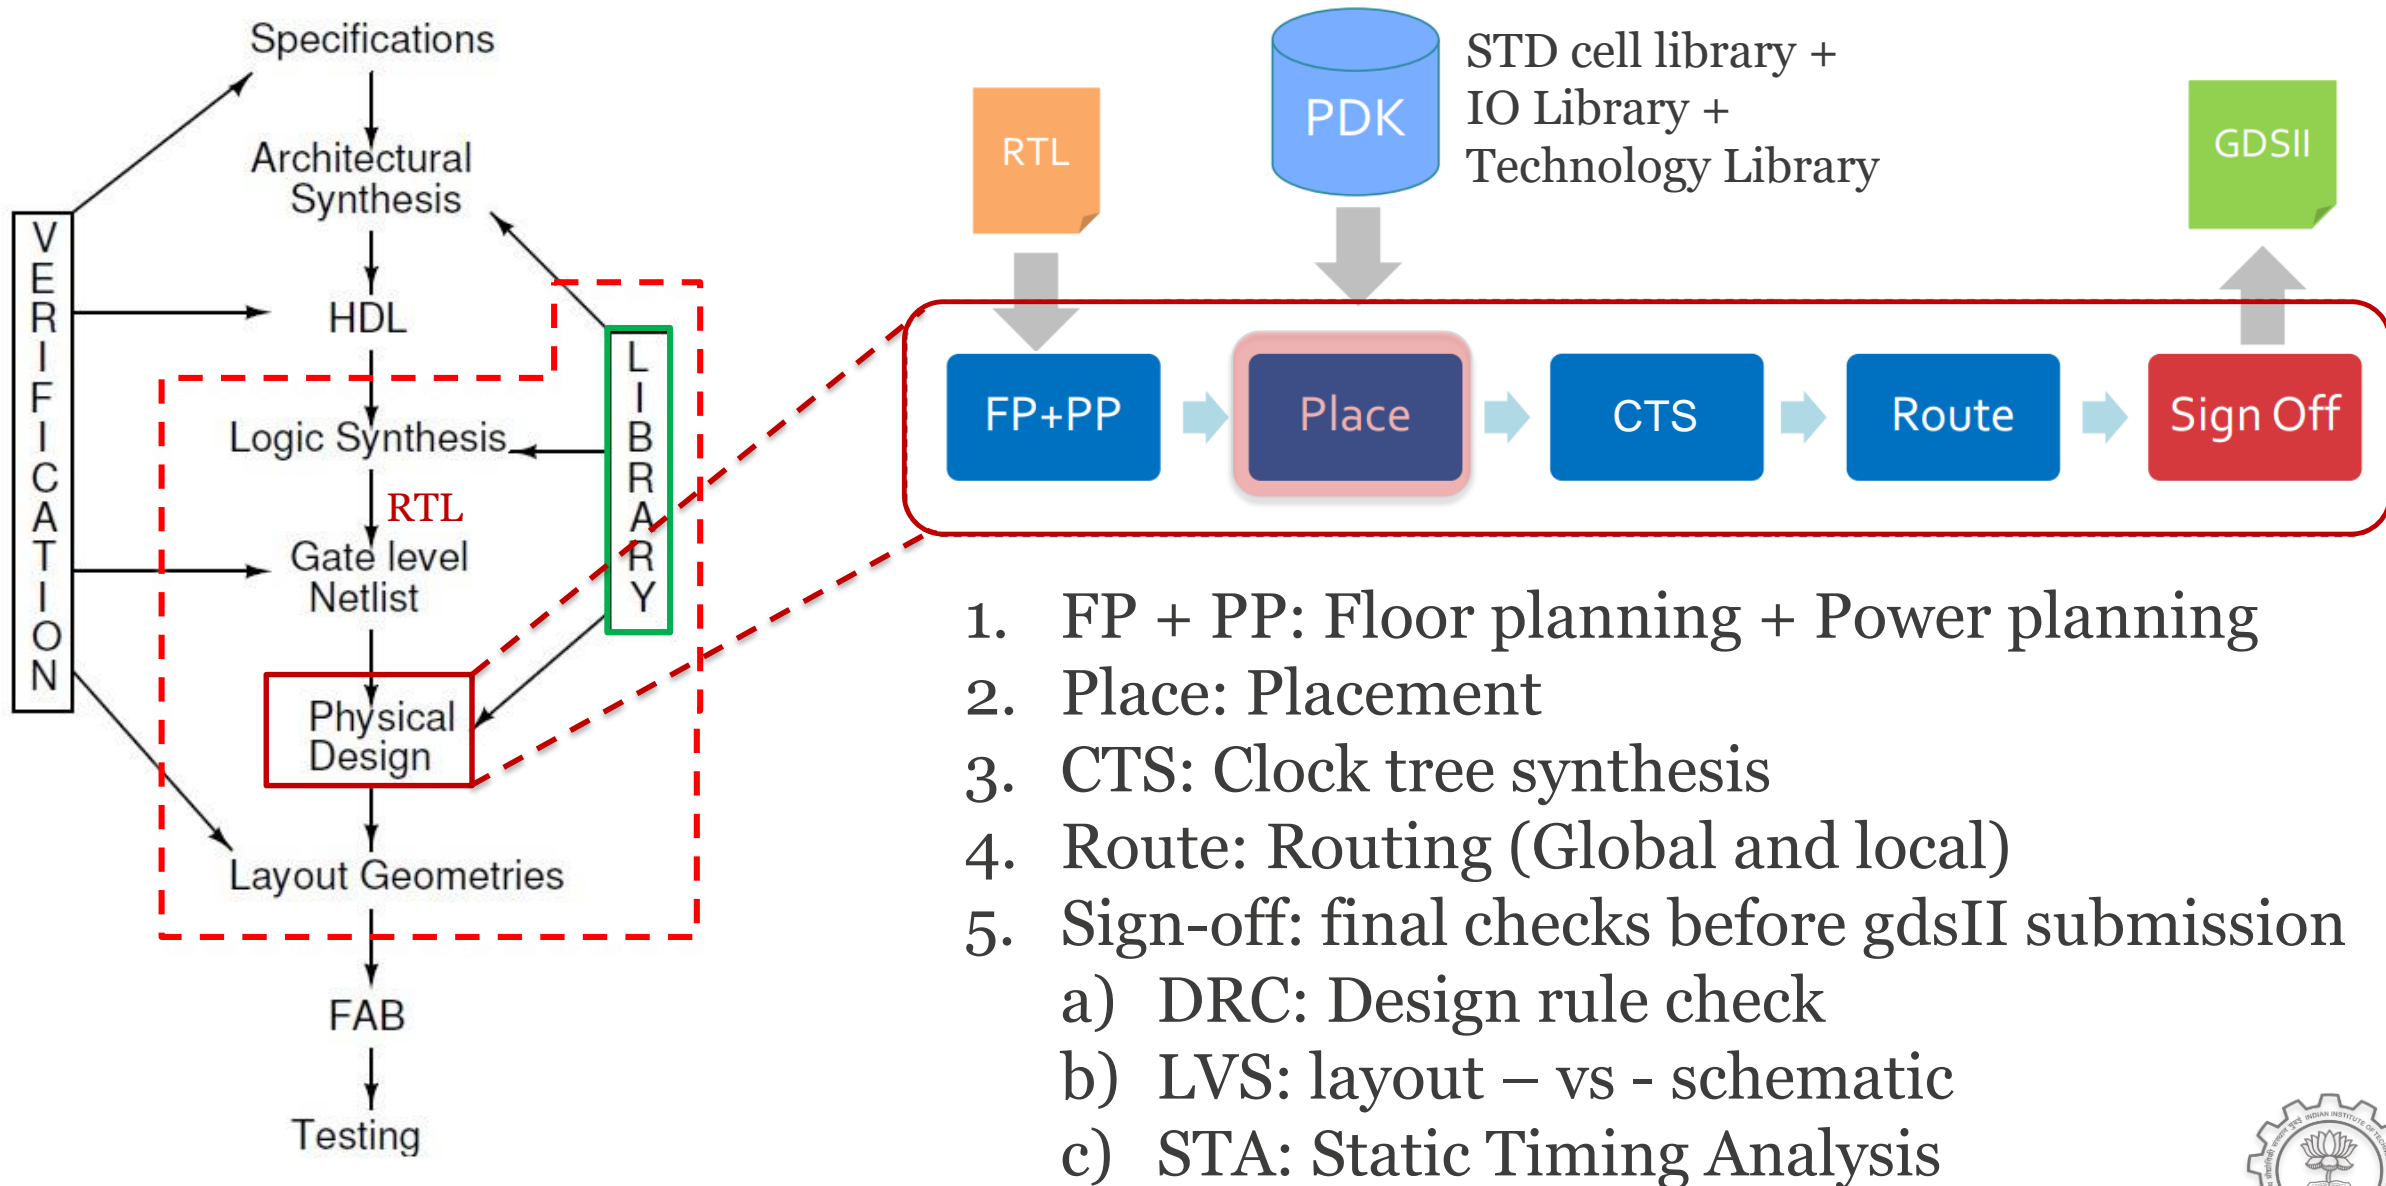 Specifications
Architectural
Synthesis
HDL
Logic Synthesis
RTL
Gate level
Netlist
Physical
Design
Layout Geometries
FAB
Testing
VERIFICATION
LIBRARY
RTL
PDK
STD cell library +
IO Library +
Technology Library
GDSII
FP+PP
Place
CTS
Route
Sign Off
1. FP + PP: Floor planning + Power planning
2. Place: Placement
3. CTS: Clock tree synthesis
4. Route: Routing (Global and local)
5. Sign-off: final checks before gdsII submission
a) DRC: Design rule check
b) LVS: layout – vs - schematic
c) STA: Static Timing Analysis
INDIAN INSTITUTE OF